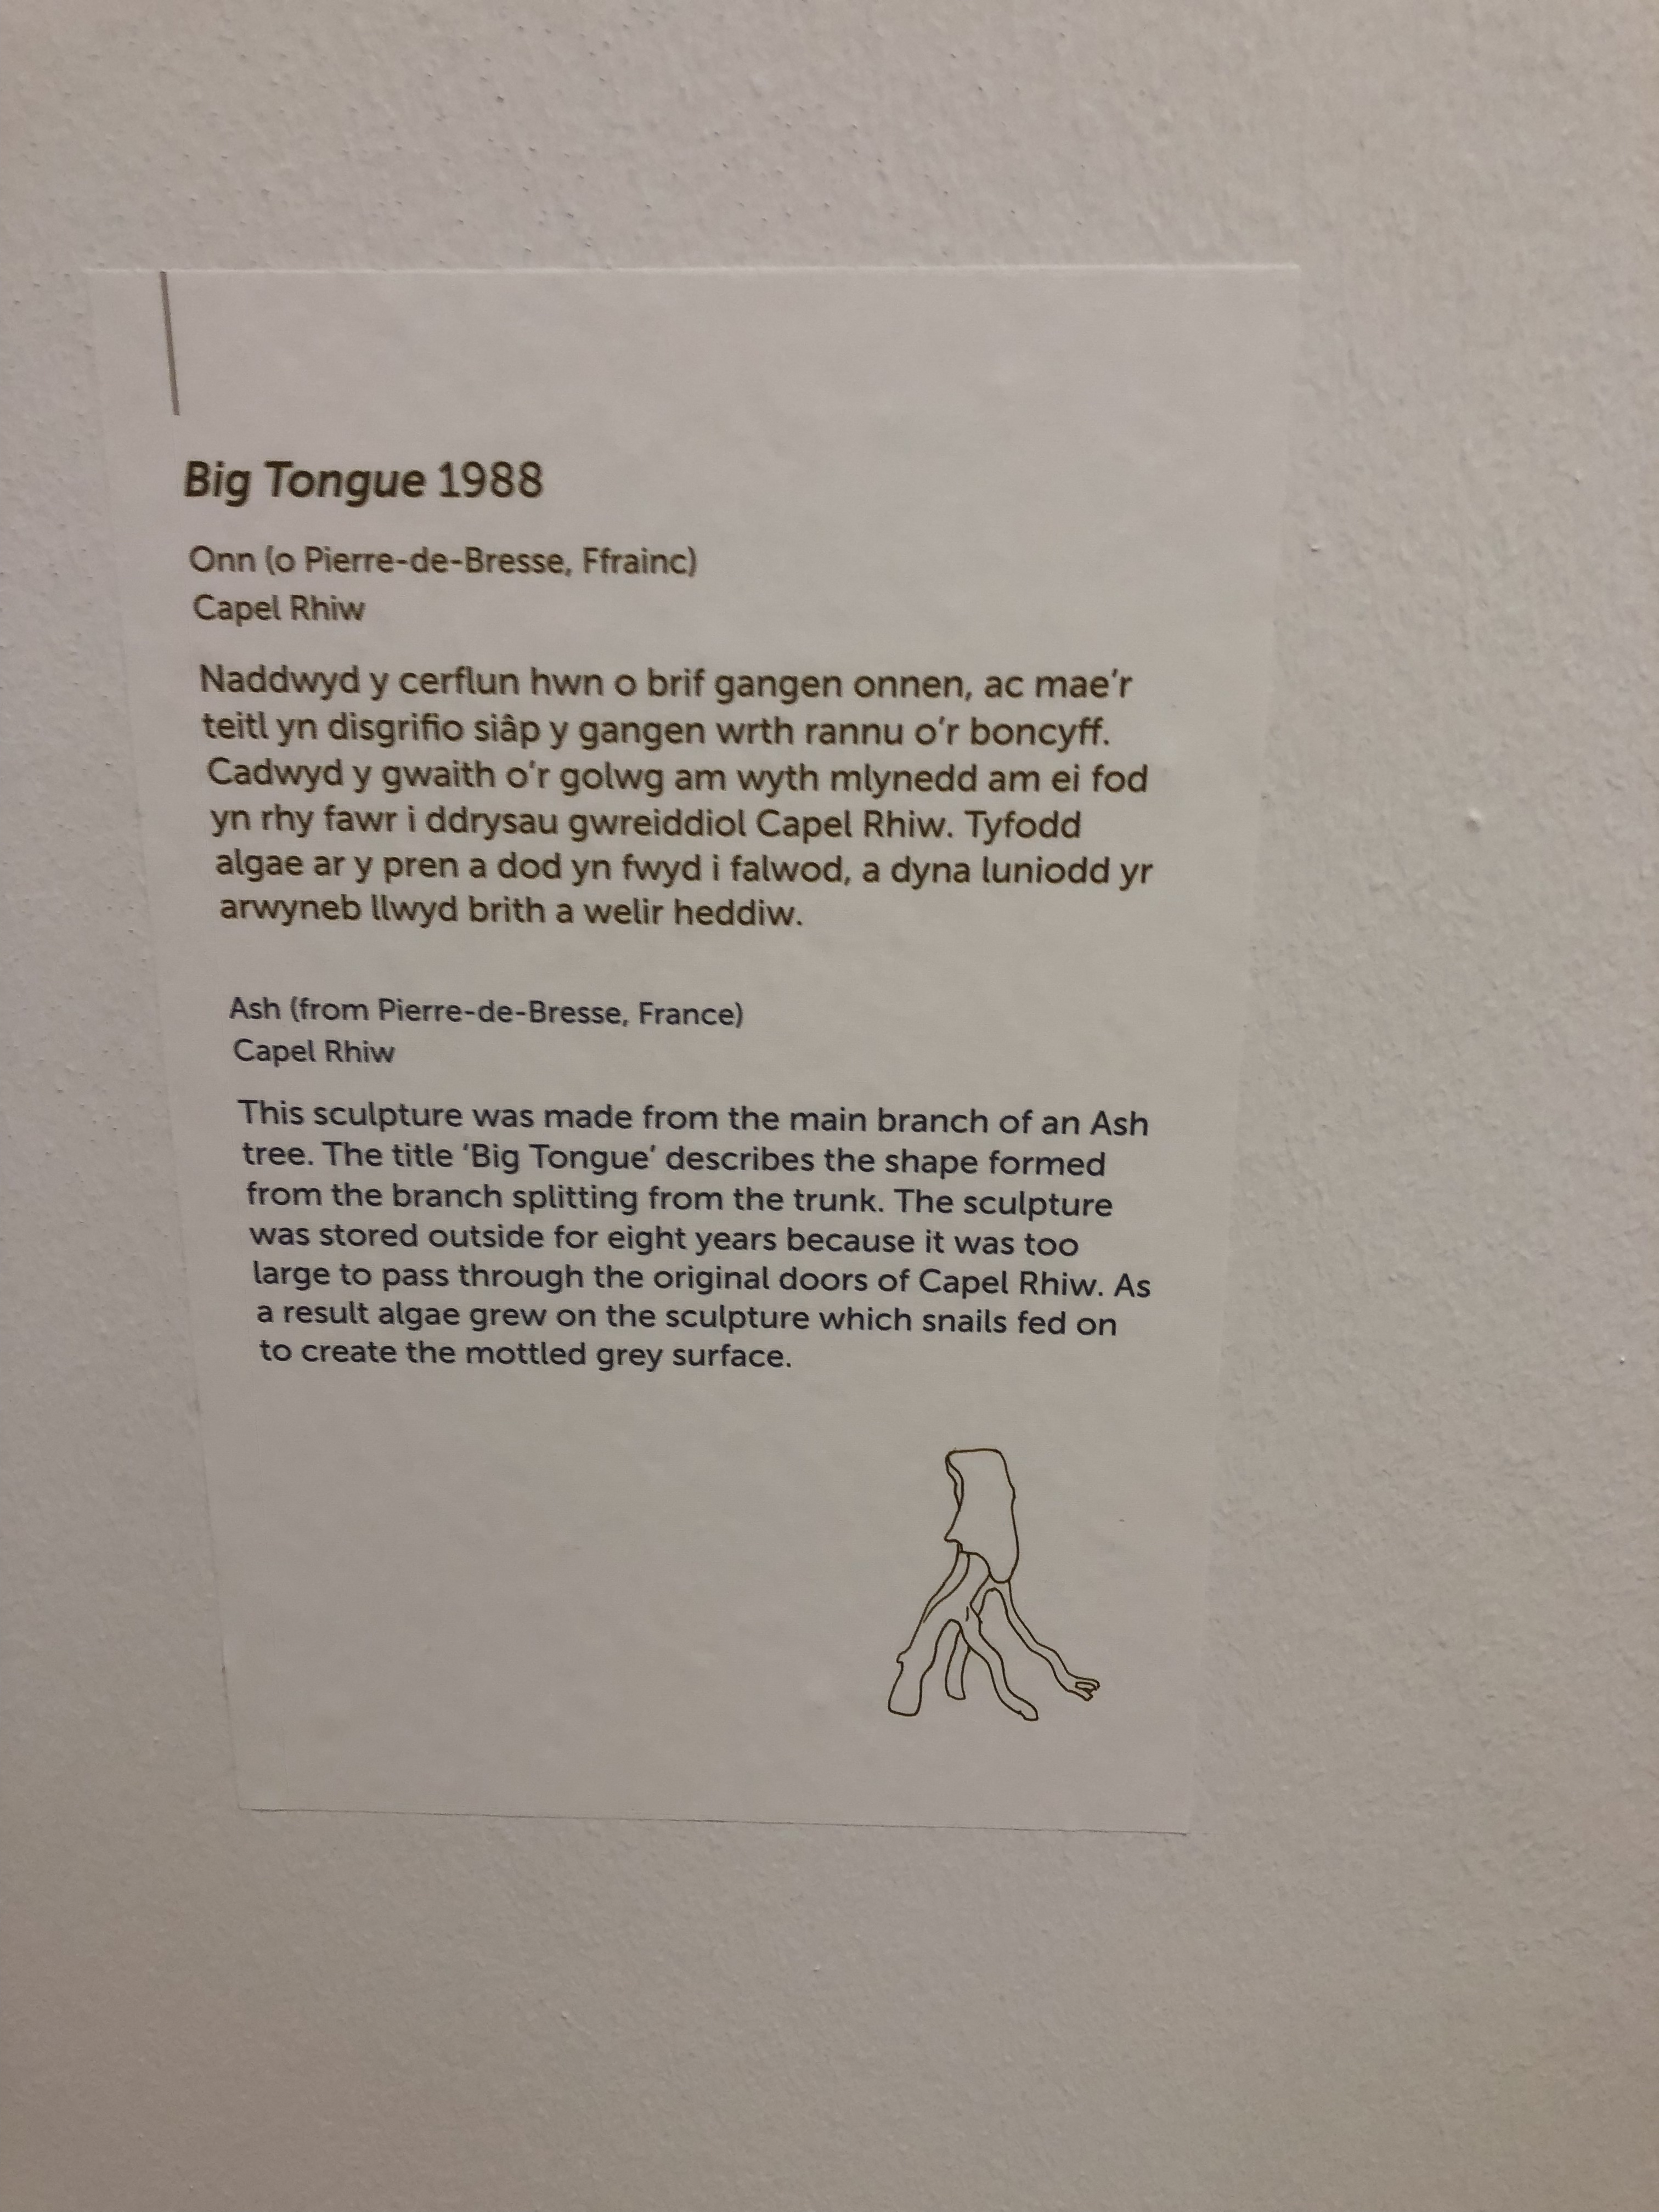 Big Tongue 1988
Onn (o Pierre-de-Bresse, Ffrainc)
Capel Rhiw
Naddwyd y cerflun hwn o brif gangen onnen, ac mae’r
teitl yn disgrifio siâp y gangen wrth rannu o’r boncyff.
Cadwyd y gwaith o’r golwg am wyth mlynedd am ei fod
yn rhy fawr i ddrysau gwreiddiol Capel Rhiw. Tyfodd
algae ar y pren a dod yn fwyd i falwod, a dyna luniodd yr
arwyneb llwyd brith a welir heddiw.
Ash (from Pierre-de-Bresse, France)
Capel Rhiw
This sculpture was made from the main branch of an Ash
tree. The title ‘Big Tongue’ describes the shape formed
from the branch splitting from the trunk. The sculpture
was stored outside for eight years because it was too
large to pass through the original doors of Capel Rhiw. As
a result algae grew on the sculpture which snails fed on
to create the mottled grey surface.